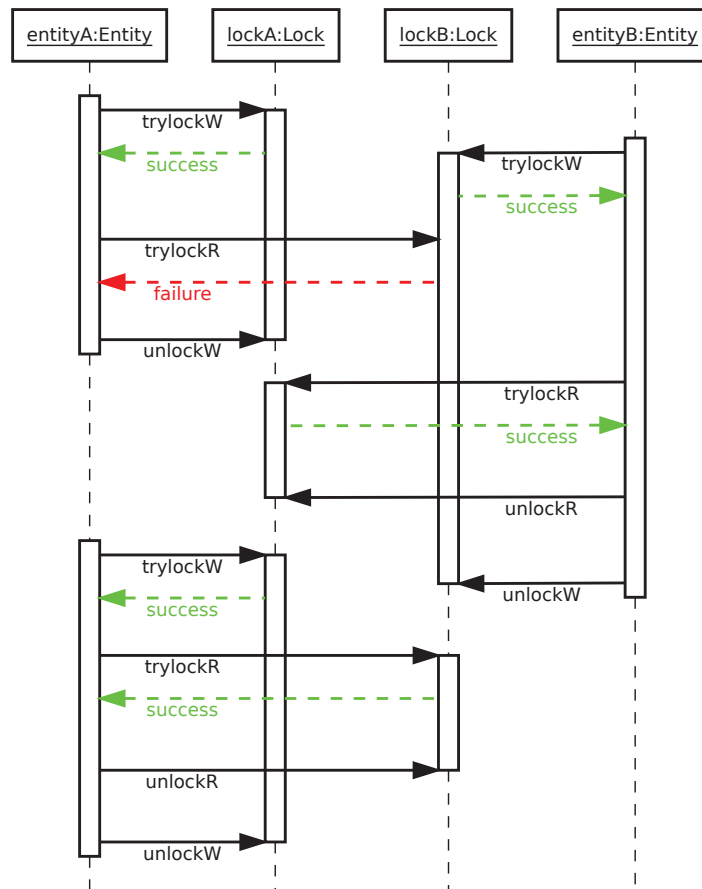 entityA:Entity
lockA:Lock
lockB:Lock
entityB:Entity
trylockW
success
trylockW
success
trylockR
failure
unlockW
trylockR
success
unlockR
trylockW
success
unlockW
trylockR
success
unlockR
unlockW